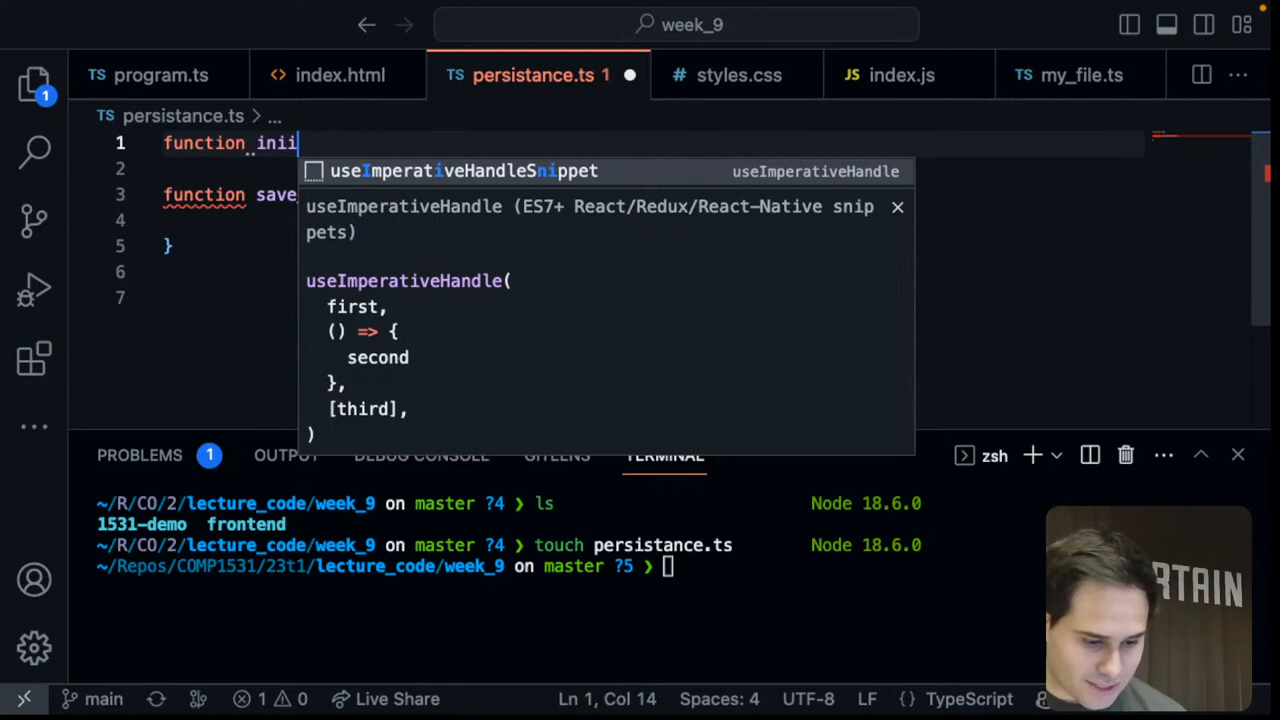 week_9
TS program.ts
<> index.html
TS persistance.ts 1
# styles.css
JS index.js
TS my_file.ts
1
TS persistance.ts > ...
1 function inii
2
3 function save
4
5 }
6
7
useImperativeHandleSnippet useImperativeHandle
useImperativeHandle (ES7+ React/Redux/React-Native snip
pets)
useImperativeHandle(
first,
() => {
second
},
[third],
)
PROBLEMS 1 OUTPUT DEBUG CONSOLE GITLENS TERMINAL
zsh
~/R/CO/2/lecture_code/week_9 on master ?4 ❯ ls Node 18.6.0
1531-demo frontend
~/R/CO/2/lecture_code/week_9 on master ?4 ❯ touch persistance.ts Node 18.6.0
~/Repos/COMP1531/23t1/lecture_code/week_9 on master ?5 ❯
RTAIN
main 1 0 Live Share Ln 1, Col 14 Spaces: 4 UTF-8 LF {} TypeScript